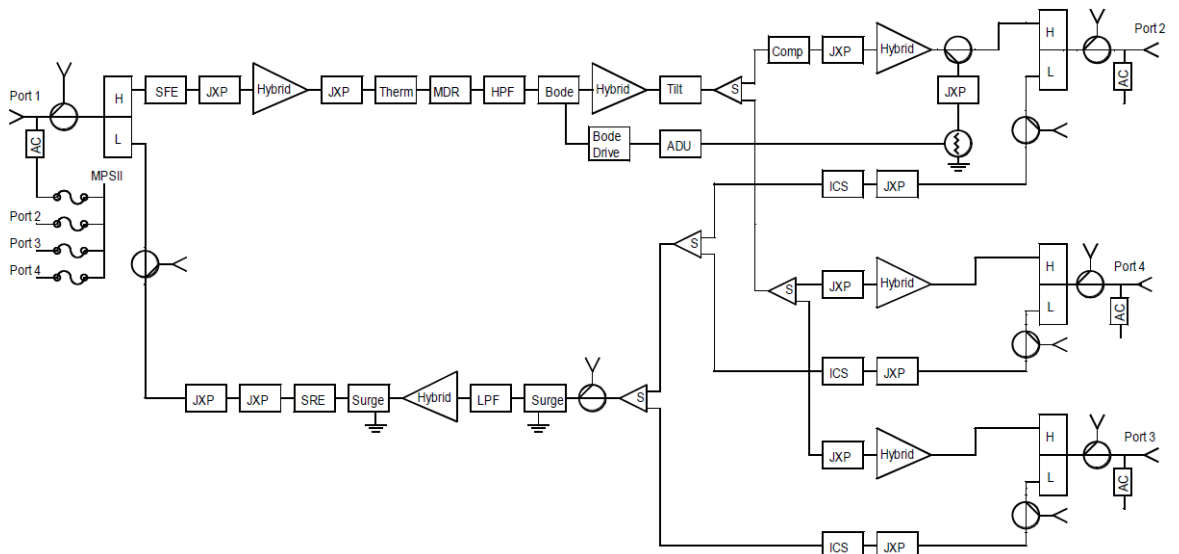 Port 2
H
Comp
JXP
Hybrid
L
AC
Port 1
H
SFE
JXP
Hybrid
JXP
Therm
MDR
HPF
Bode
Hybrid
Tilt
S
JXP
L
AC
Bode
Drive
ADU
MPSII
ICS
JXP
Port 2
Port 3
Port 4
S
H
Port 4
S
JXP
Hybrid
L
AC
ICS
JXP
JXP
JXP
SRE
Surge
Hybrid
LPF
Surge
S
H
Port 3
JXP
Hybrid
L
AC
ICS
JXP